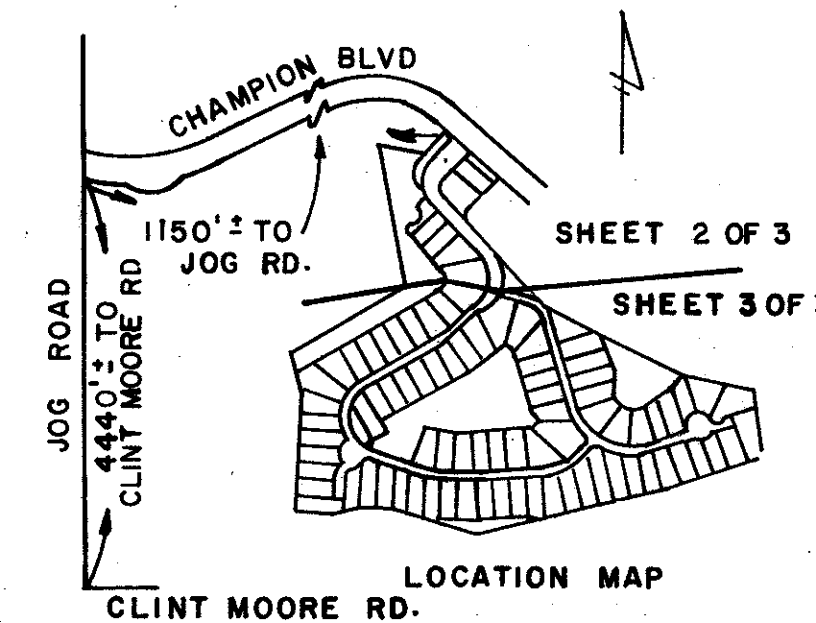 CHAMPION BLVD
1150'± TO
JOG RD.
SHEET 2 OF 3
SHEET 3 OF
JOG ROAD
4440'± TO
CLINT MOORE RD
LOCATION MAP
CLINT MOORE RD.